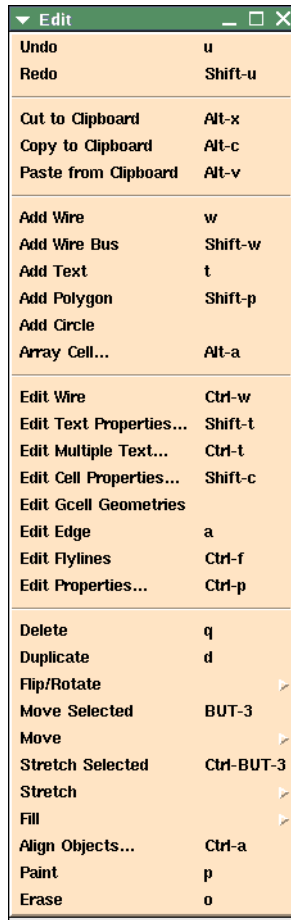 Edit
Undo u
Redo Shift-u
Cut to Clipboard Alt-x
Copy to Clipboard Alt-c
Paste from Clipboard Alt-v
Add Wire w
Add Wire Bus Shift-w
Add Text t
Add Polygon Shift-p
Add Circle
Array Cell... Alt-a
Edit Wire Ctrl-w
Edit Text Properties... Shift-t
Edit Multiple Text... Ctrl-t
Edit Cell Properties... Shift-c
Edit Gcell Geometries
Edit Edge a
Edit Flylines Ctrl-f
Edit Properties... Ctrl-p
Delete q
Duplicate d
Flip/Rotate
Move Selected BUT-3
Move
Stretch Selected Ctrl-BUT-3
Stretch
Fill
Align Objects... Ctrl-a
Paint p
Erase o